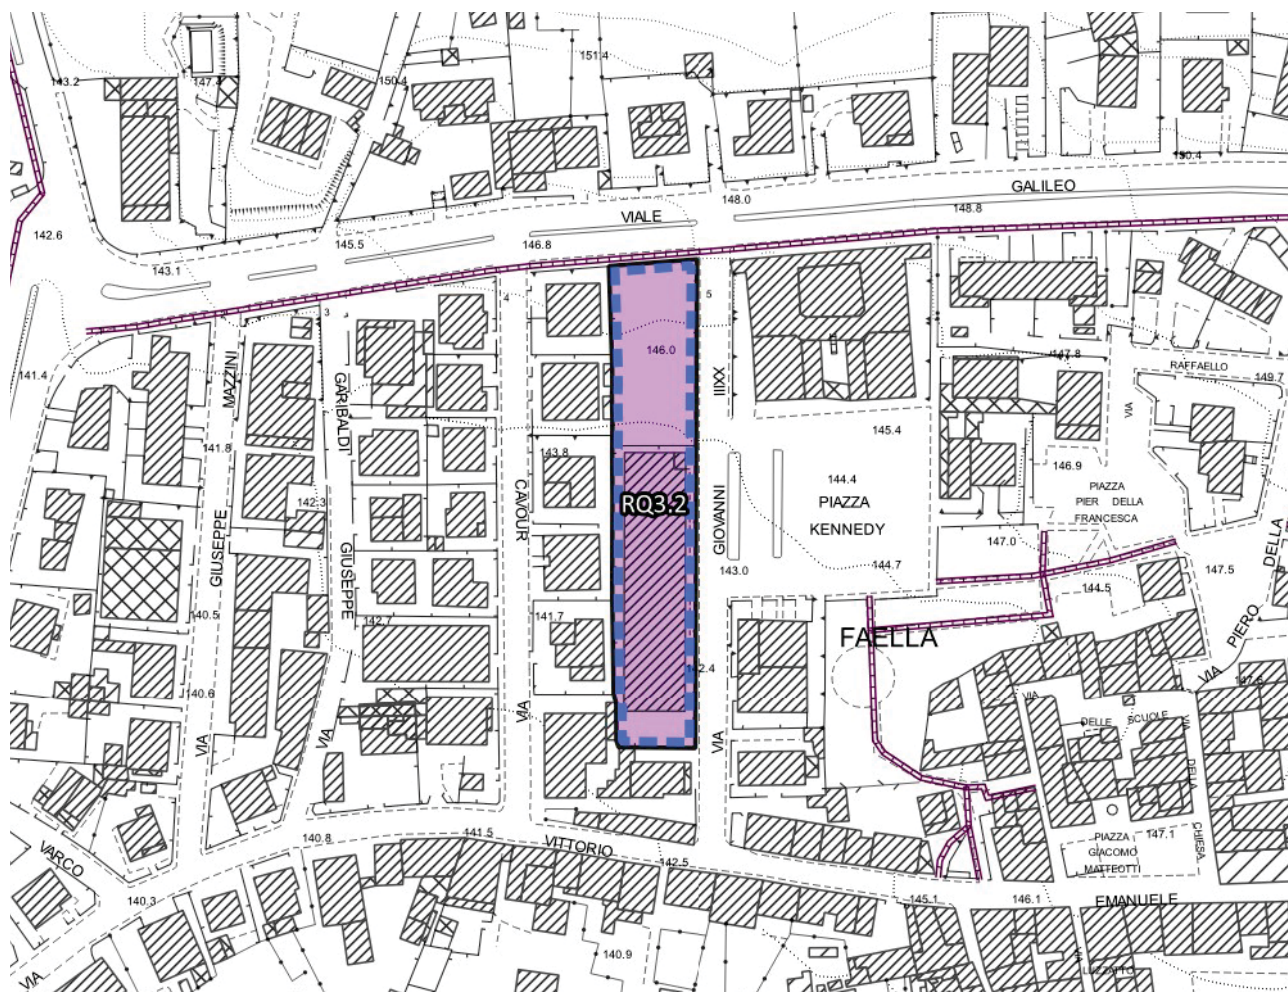 151.4
143.2
147.
150.4
150.4
GALILEO
148.0
148.8
VIALE
142.6
145.5
146.8
143.1
4
5
3
146.0
147.8
141.4
RAFFAELLO
149.7
MAZZINI
GARIBALDI
XXIII
VIA
145.4
141.8
143.8
146.9
144.4
PIAZZA
PIER DELLA
FRANCESCA
142.3
CAVOUR
RQ3.2
PIAZZA
KENNEDY
GIOVANNI
147.0
DELLA
GIUSEPPE
GIUSEPPE
143.0
144.7
147.5
144.5
140.5
142.7
141.7
FAELLA
PIERO
142.4
VIA
140.6
147.6
VIA
VIA
VIA
VIA
VIA
DELLE SCUOLE
VIA
DELLA
CHIESA
140.8
141.5
VITTORIO
142.5
PIAZZA
GIACOMO
MATTEOTTI
147.1
VARCO
140.3
145.1
146.1
EMANUELE
140.9
VIA
VIA
LUZZATTO